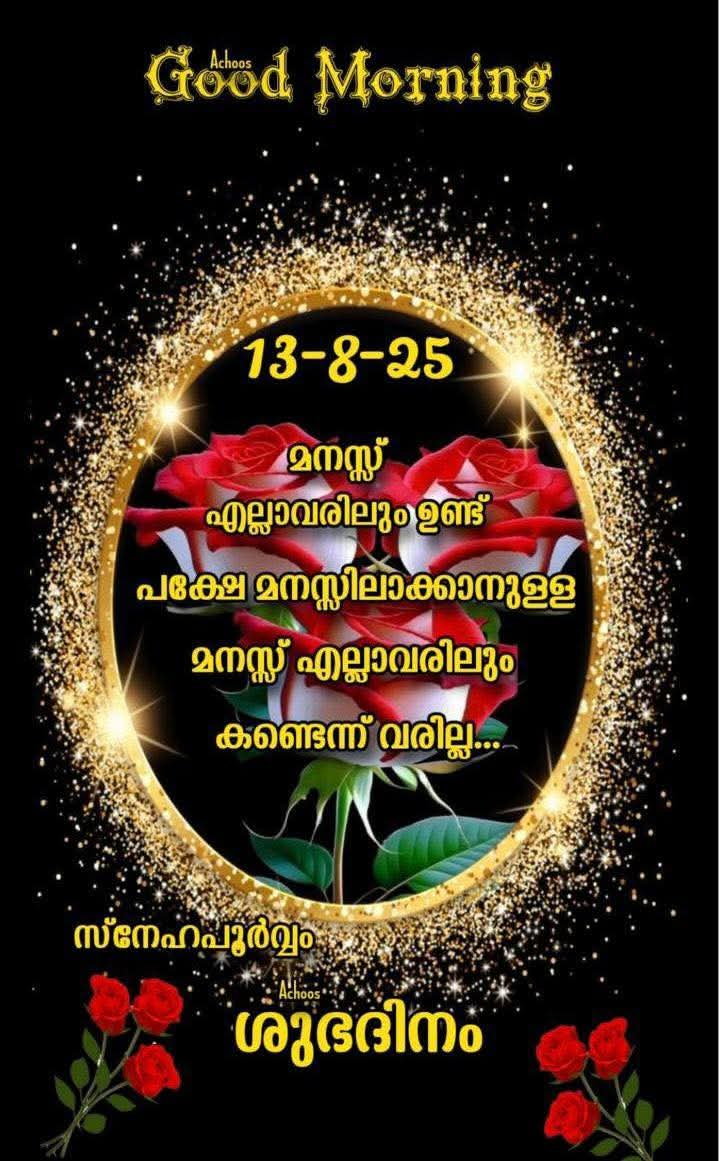 Good Morning
Achoos
13-8-25
മനസ്സ്
എല്ലാവരിലും ഉണ്ട്
പക്ഷേ മനസ്സിലാക്കാനുളള
മനസ്സ് എല്ലാവരിലും
കണ്ടെന്ന് വരില്ല...
സ്നേഹപൂർവ്വം
Achoos
ശുഭദിനം